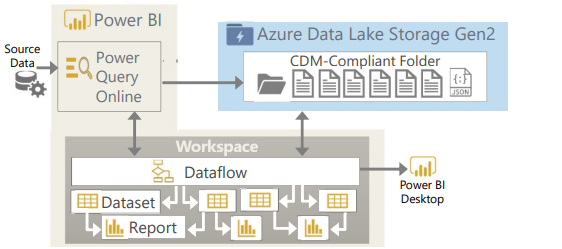 Power BI
Azure Data Lake Storage Gen2
Source
Data
Power
Query
Online
CDM-Compliant Folder
{;}
JSON
Workspace
Dataflow
Dataset
Report
Power BI
Desktop